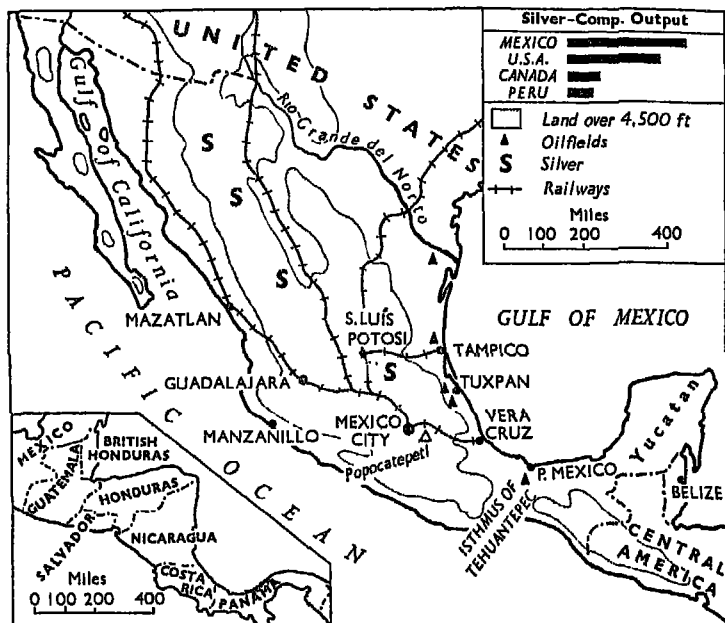 Silver-Comp. Output
MEXICO
U.S.A.
CANADA
PERU
Land over 4,500 ft
Oilfields
S Silver
Railways
Miles
0 100 200 400
UNITED STATES
Rio Grande del Norto
Gulf of California
S
S
S
PACIFIC OCEAN
MAZATLAN
S. LUÍS
POTOSI
GULF OF MEXICO
TAMPICO
S
TUXPAN
GUADALAJARA
VERA
CRUZ
MANZANILLO
MEXICO
CITY
Popocatepetl
Yucatan
P. MEXICO
BELIZE
ISTHMUS OF
TEHUANTEPEC
CENTRAL
AMERICA
MEXICO
BRITISH
HONDURAS
GUATEMALA
HONDURAS
SALVADOR
NICARAGUA
COSTA
RICA
PANAMA
Miles
0 100 200 400